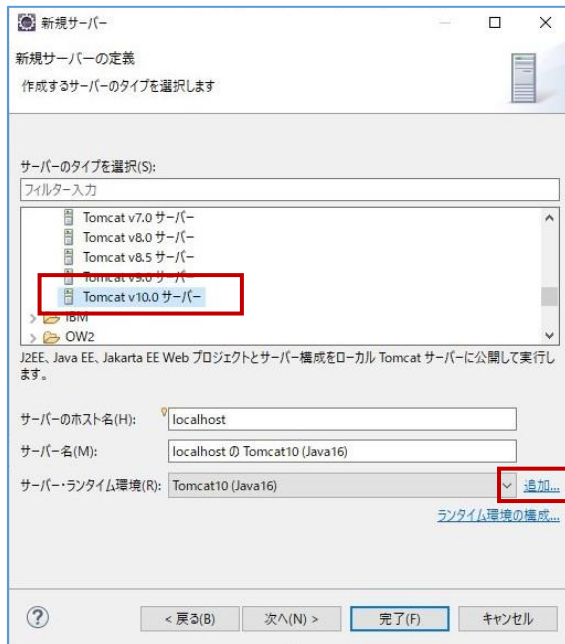 新規サーバー
新規サーバーの定義
作成するサーバーのタイプを選択します
サーバーのタイプを選択(S):
フィルター入力
Tomcat v7.0 サーバー
Tomcat v8.0 サーバー
Tomcat v8.5 サーバー
Tomcat v9.0 サーバー
Tomcat v10.0 サーバー
IBM
OW2
J2EE、Java EE、Jakarta EE Web プロジェクトとサーバー構成をローカル Tomcat サーバーに公開して実行し
ます。
サーバーのホスト名(H): localhost
サーバー名(M): localhost の Tomcat10 (Java16)
サーバー・ランタイム環境(R): Tomcat10 (Java16) 追加...
ランタイム環境の構成...
? < 戻る(B) 次へ(N) > 完了(F) キャンセル